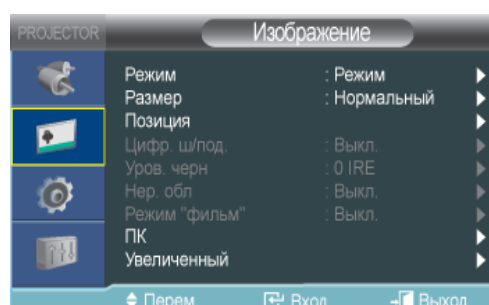 PROJECTOR Изображение
Режим : Режим
Размер : Нормальный
Позиция
Цифр. ш/под. : Выкл.
Уров. черн : 0 IRE
Нер. обл : Выкл.
Режим "фильм" : Выкл.
ПК
Увеличенный
Перем. Вход Выход